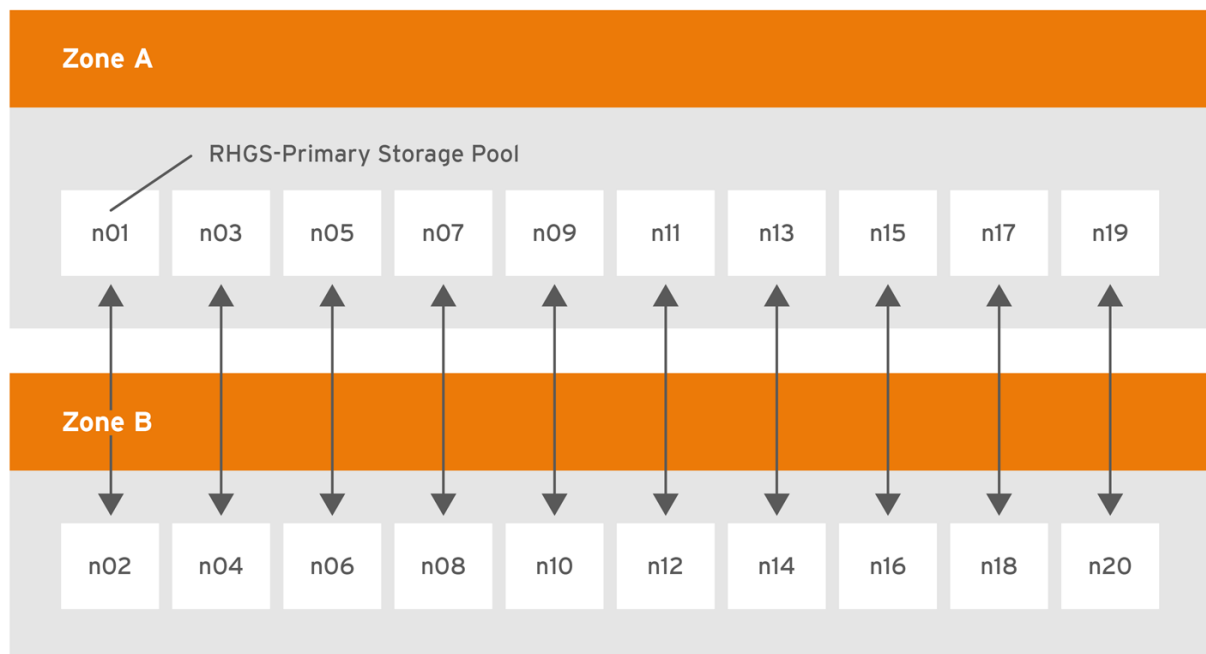 Zone A
RHGS-Primary Storage Pool
n01 n03 n05 n07 n09 n11 n13 n15 n17 n19
Zone B
n02 n04 n06 n08 n10 n12 n14 n16 n18 n20